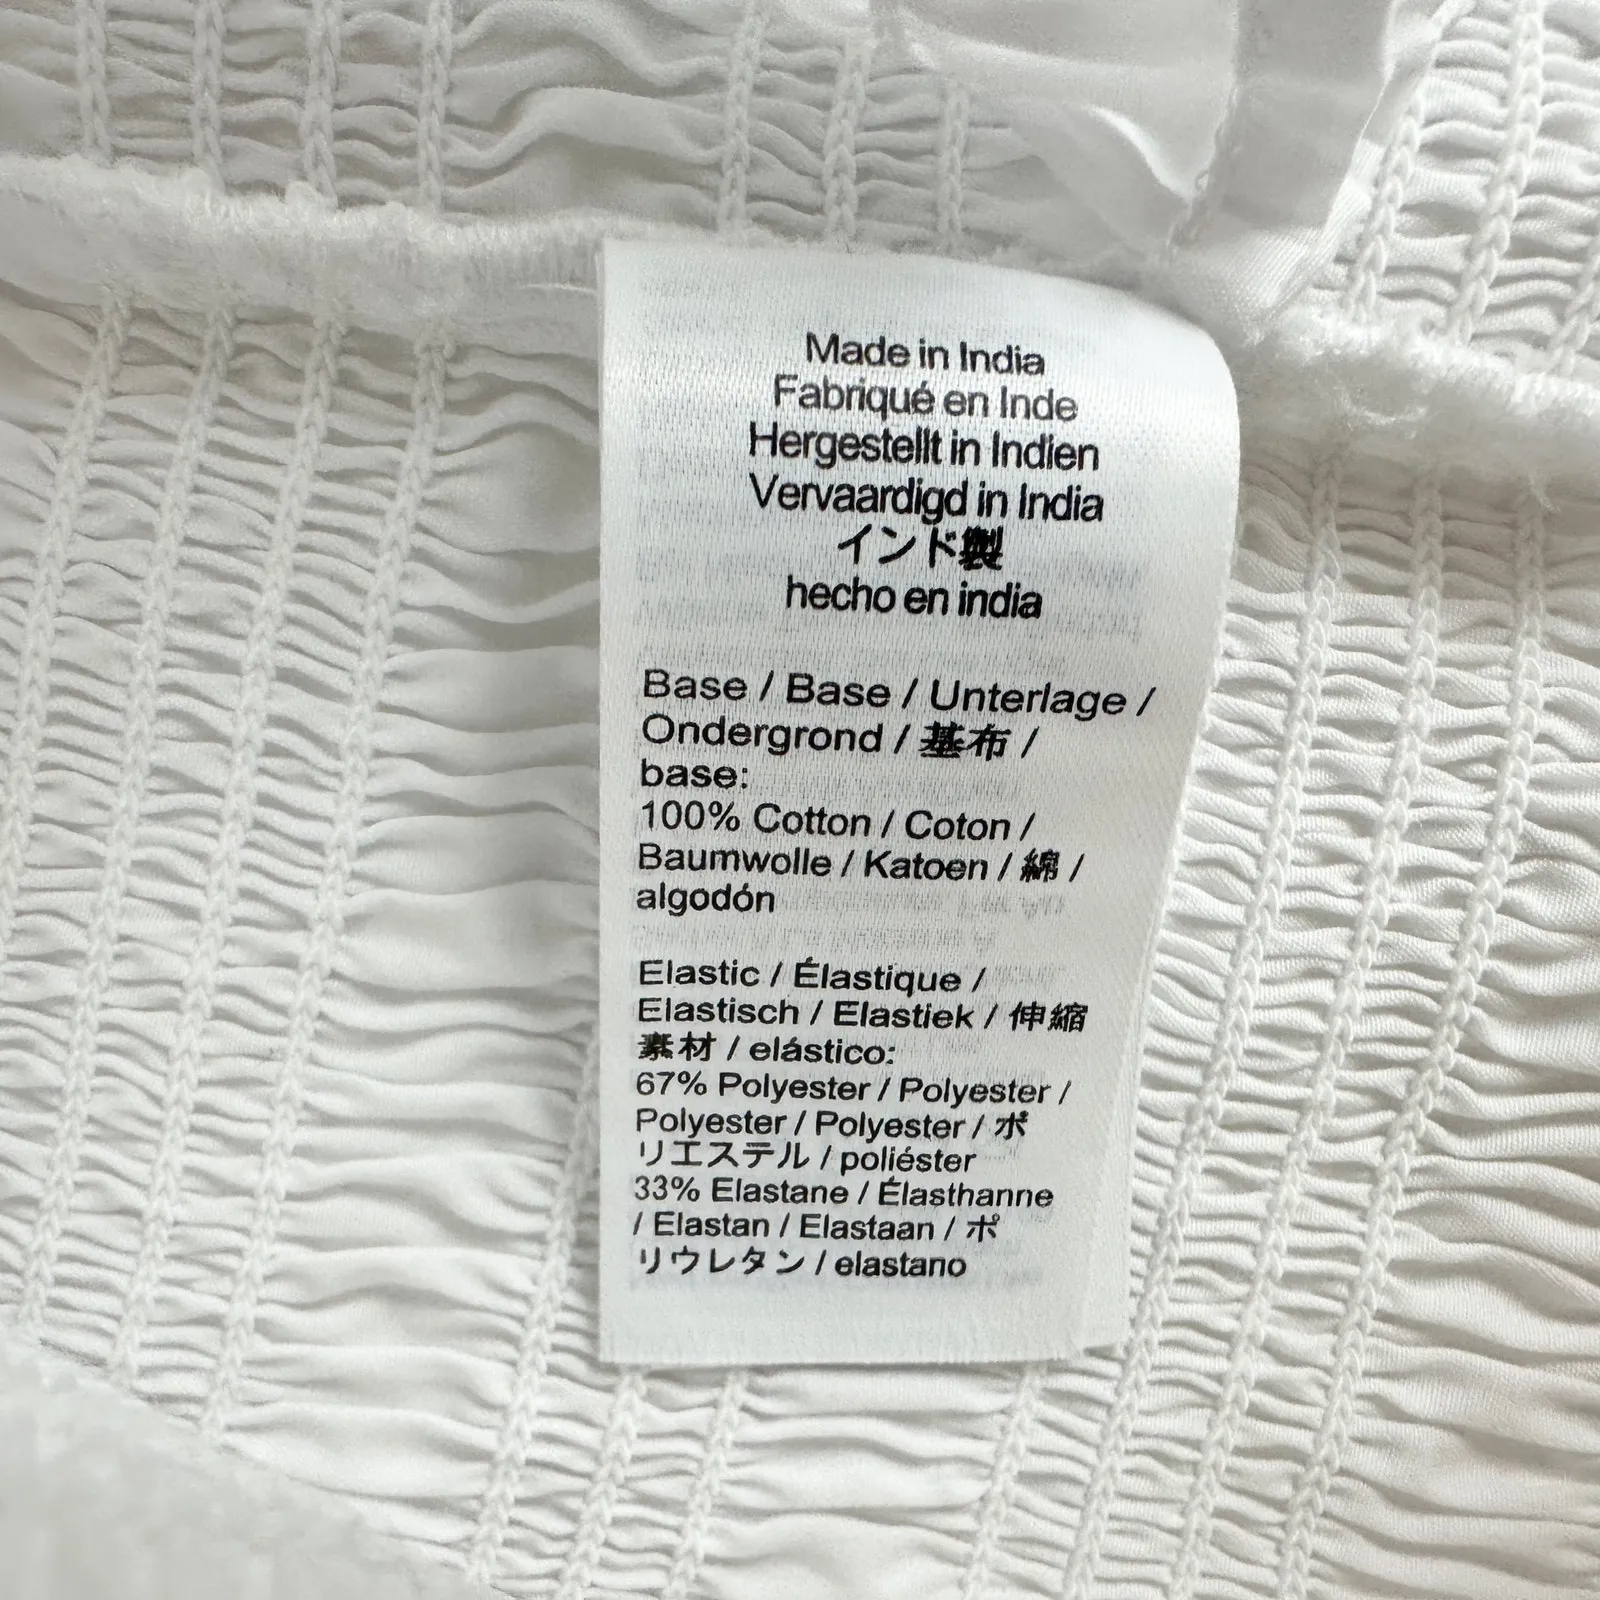 Made in India
Fabriqué en Inde
Hergestellt in Indien
Vervaardigd in India
インド製
hecho en india
Base / Base / Unterlage /
Ondergrond / 基布 /
base:
100% Cotton / Coton /
Baumwolle / Katoen / 綿 /
algodón
Elastic / Élastique /
Elastisch / Elastiek / 伸縮
素材 / elástico:
67% Polyester / Polyester /
Polyester / Polyester / ポ
リエステル / poliéster
33% Elastane / Élasthanne
/ Elastan / Elastaan / ポ
リウレタン / elastano